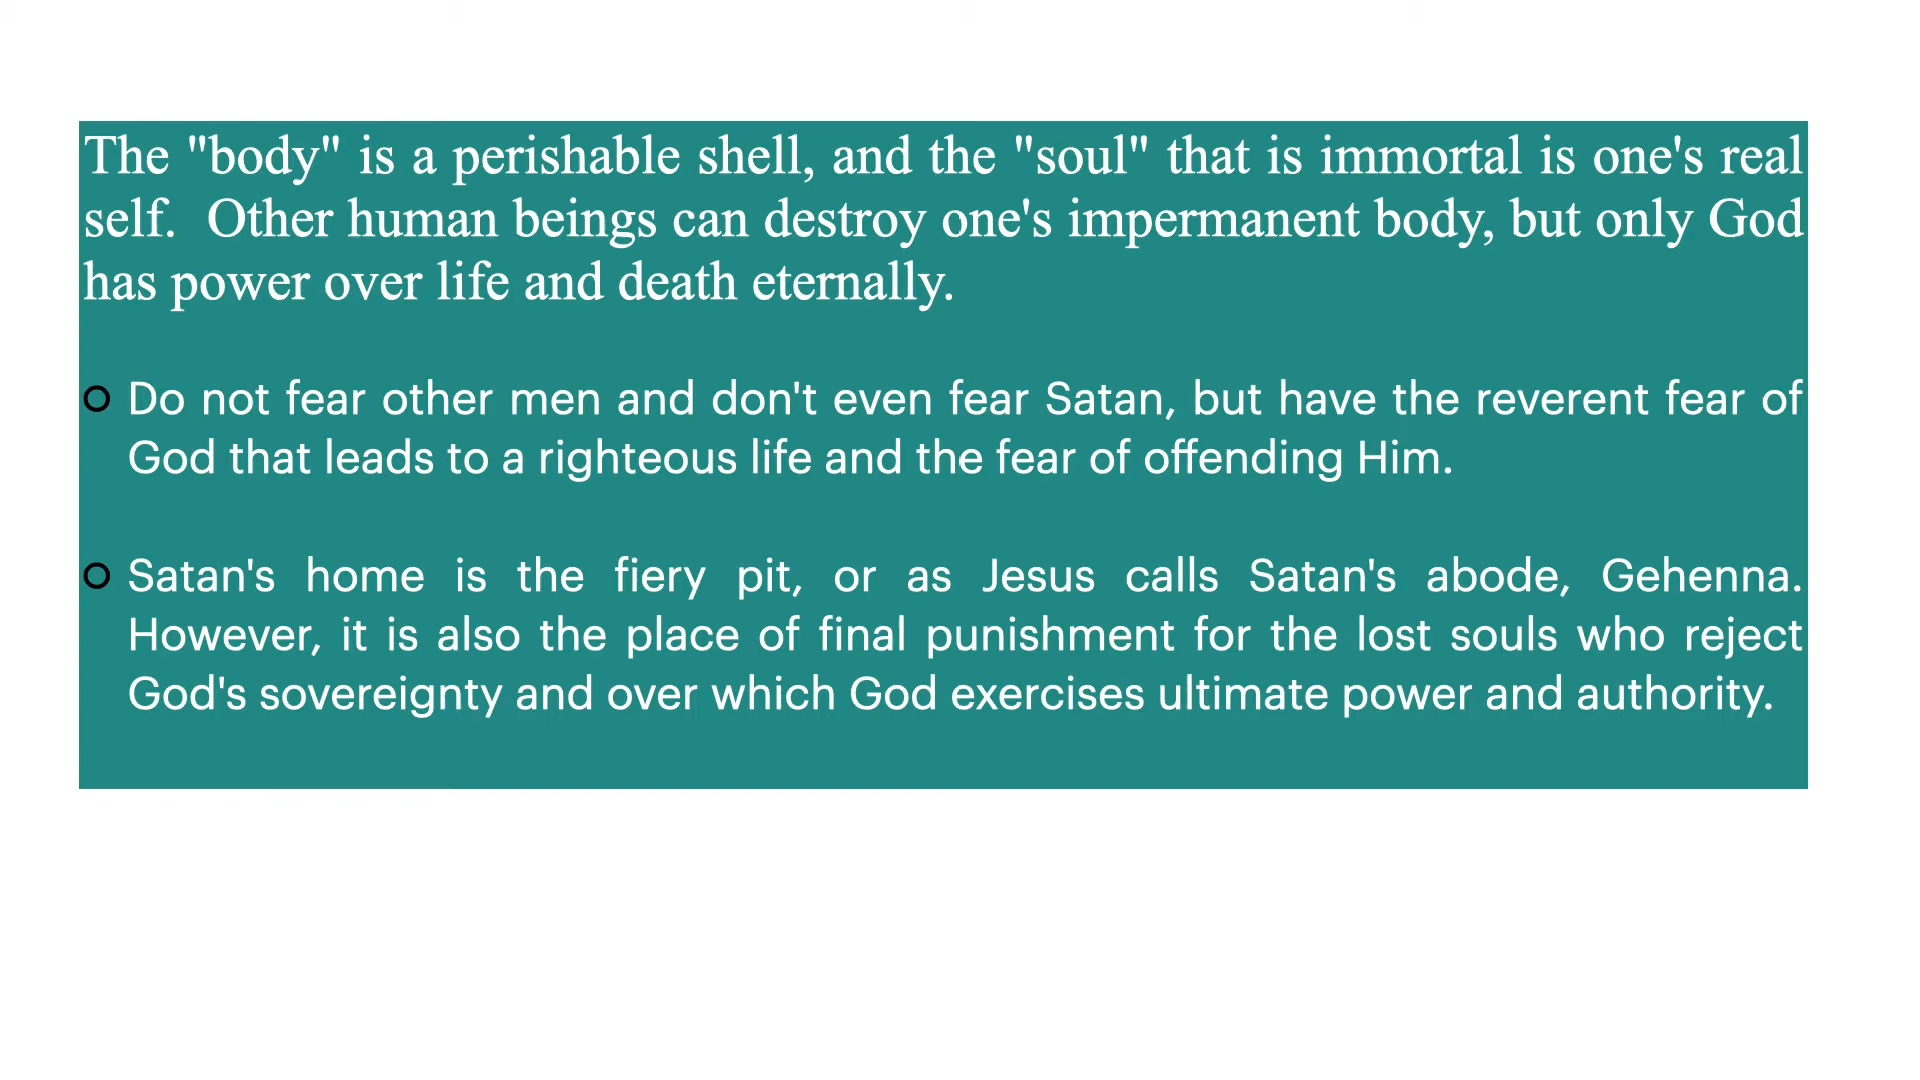 The "body" is a perishable shell, and the "soul" that is immortal is one's real
self.  Other human beings can destroy one's impermanent body, but only God
has power over life and death eternally.
Do not fear other men and don't even fear Satan, but have the reverent fear of
God that leads to a righteous life and the fear of offending Him.
Satan's home is the fiery pit, or as Jesus calls Satan's abode, Gehenna.
However, it is also the place of final punishment for the lost souls who reject
God's sovereignty and over which God exercises ultimate power and authority.